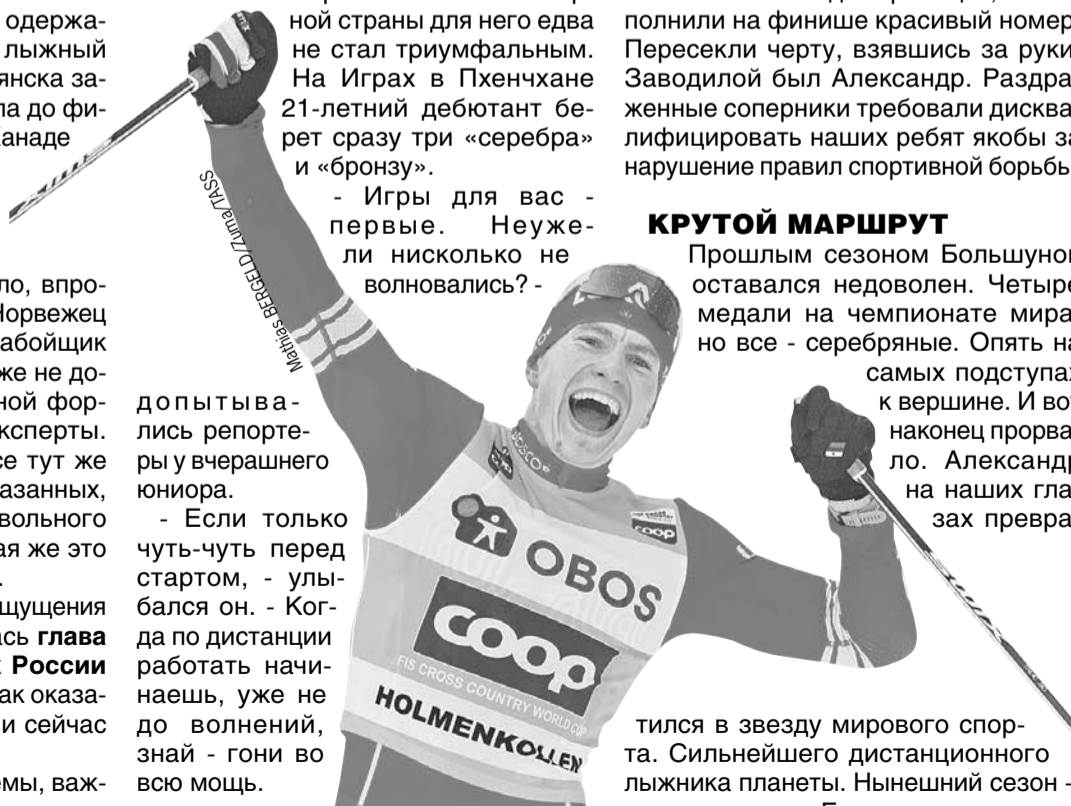 одержа-
лыжный
янска за-
ла до фи-
Канаде
ло, впро-
Норвежец
абойщик
же не до-
ной фор-
ксперты.
се тут же
азанных,
вольного
ая же это
.
щущения
ась глава
России
ак оказа-
и сейчас
емы, важ-
ной страны для него едва
не стал триумфальным.
На Играх в Пхенчхане
21-летний дебютант бе-
рет сразу три «серебра»
и «бронзу».
- Игры для вас -
первые. Неуже-
ли нисколько не
волновались? -
допытыва-
лись репорте-
ры у вчерашнего
юниора.
- Если только
чуть-чуть перед
стартом, - улы-
бался он. - Ког-
да по дистанции
работать начи-
наешь, уже не
до волнений,
знай - гони во
всю мощь.
Mathias BERGELD/Zuma/TASS
BOSCO
OBOS
coop
coop
FIS CROSS COUNTRY WORLD CUP
HOLMENKOLLEN
полнили на финише красивый номер.
Пересекли черту, взявшись за руки.
Заводилой был Александр. Раздра-
женные соперники требовали дисква-
лифицировать наших ребят якобы за
нарушение правил спортивной борьбы.
КРУТОЙ МАРШРУТ
Прошлым сезоном Большунов
оставался недоволен. Четыре
медали на чемпионате мира,
но все - серебряные. Опять на
самых подступах
к вершине. И вот
наконец прорва-
ло. Александр
на наших гла-
зах превра-
тился в звезду мирового спор-
та. Сильнейшего дистанционного
лыжника планеты. Нынешний сезон -